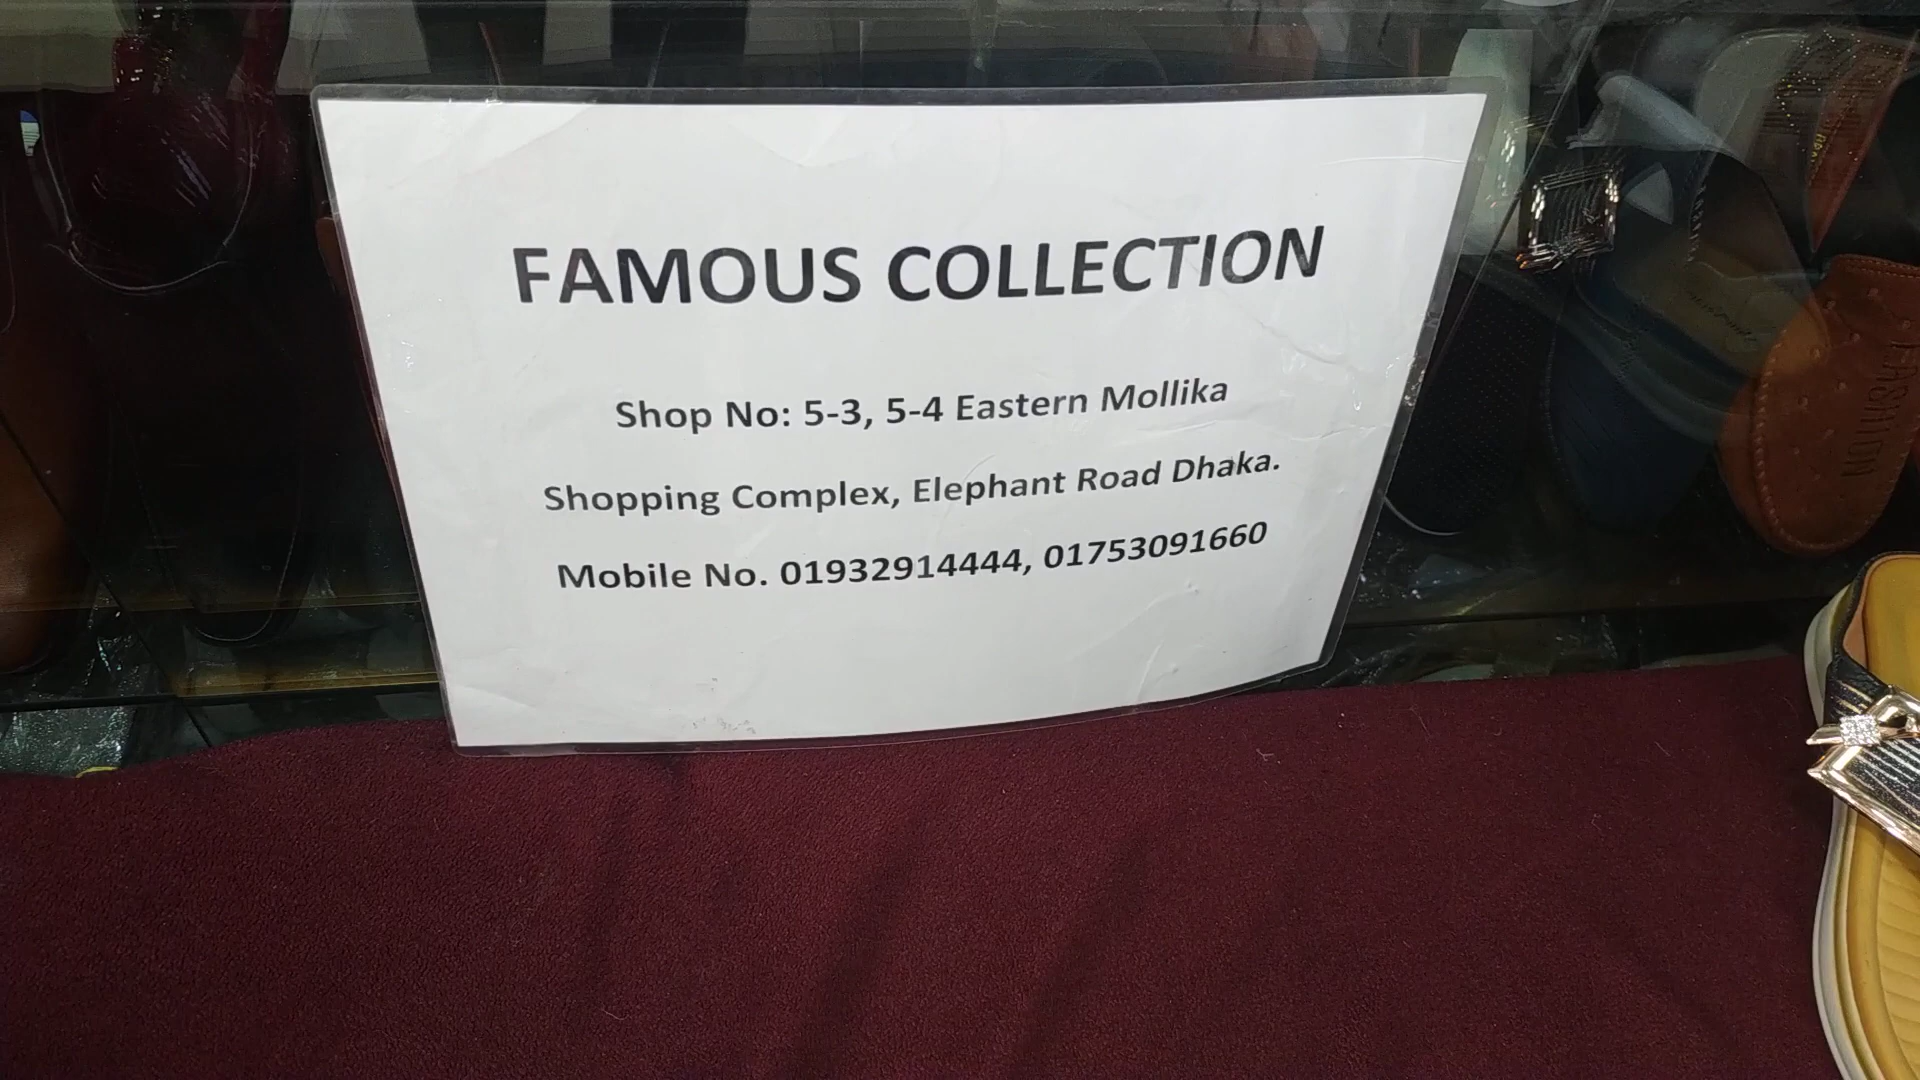 FAMOUS COLLECTION
Shop No: 5-3, 5-4 Eastern Mollika
Shopping Complex, Elephant Road Dhaka.
Mobile No. 01932914444, 01753091660
FASHION